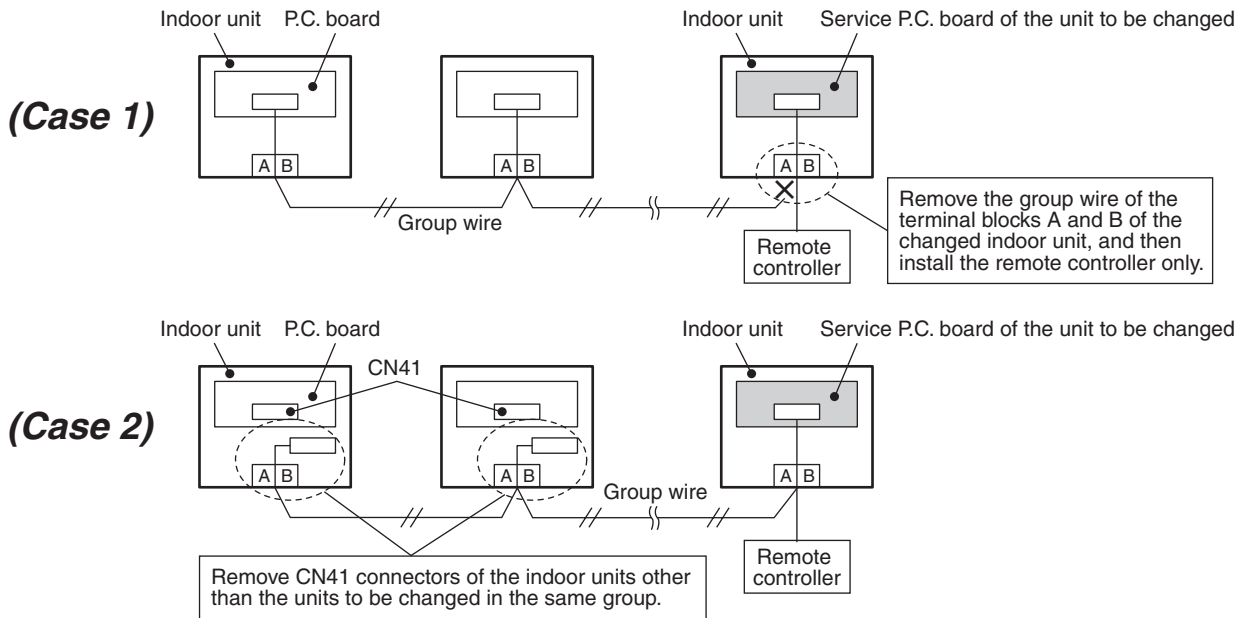 Indoor unit P.C. board
Indoor unit Service P.C. board of the unit to be changed
(Case 1)
A B
A B
A B
Group wire
Remote
controller
Remove the group wire of the
terminal blocks A and B of the
changed indoor unit, and then
install the remote controller only.
Indoor unit P.C. board
Indoor unit Service P.C. board of the unit to be changed
CN41
(Case 2)
A B
A B
A B
Group wire
Remote
controller
Remove CN41 connectors of the indoor units other
than the units to be changed in the same group.